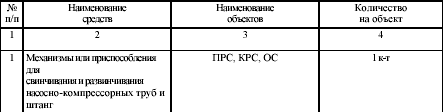 №
п/п
Наименование
средств
Наименование
объектов
Количество
на объект
1
2
3
4
1
Механизмы или приспособления
для
свинчивания и развинчивания
насосно-компрессорных труб и
штанг
ПРС, КРС, ОС
1 к-т